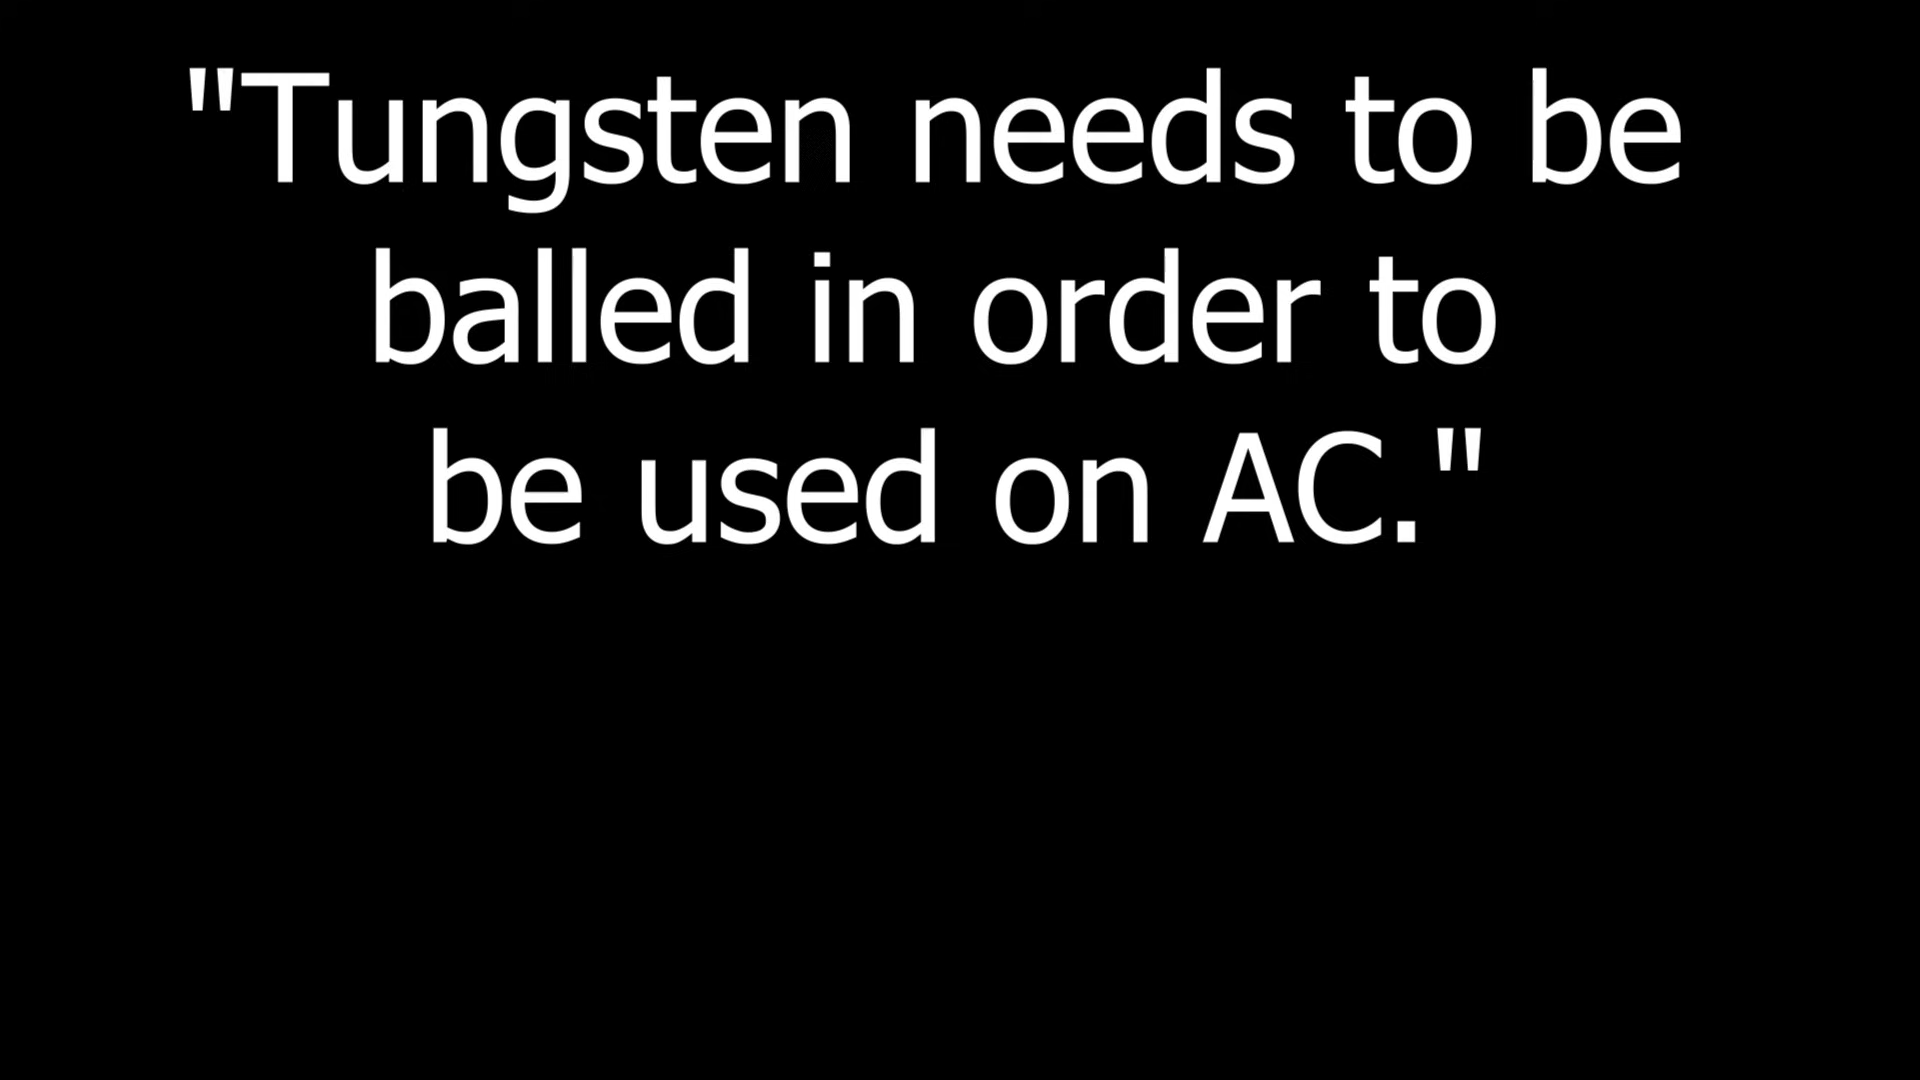 "Tungsten needs to be
balled in order to
be used on AC."